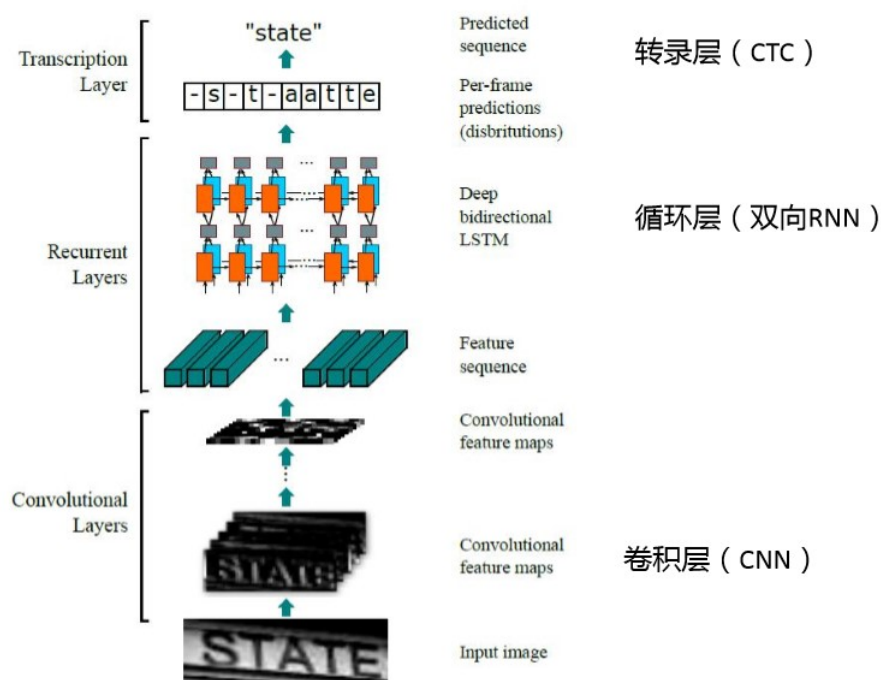 "state"
Predicted
sequence
转录层（CTC）
Transcription
Layer
-s-t-aatte
Per-frame
predictions
(disbritutions)
Deep
bidirectional
LSTM
循环层（双向RNN）
Recurrent
Layers
...
...
...
...
Feature
sequence
Convolutional
feature maps
Convolutional
Layers
STATE
Convolutional
feature maps
卷积层（CNN）
STATE
Input image